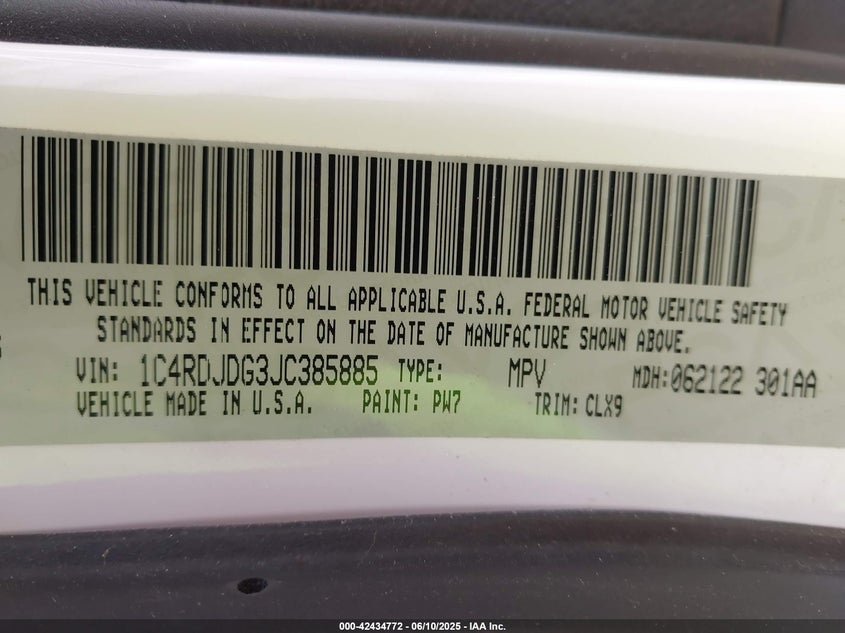 THIS VEHICLE CONFORMS TO ALL APPLICABLE U.S.A. FEDERAL MOTOR VEHICLE SAFETY
STANDARDS IN EFFECT ON THE DATE OF MANUFACTURE SHOWN ABOVE.
VIN: 1C4RDJDG3JC385885 TYPE: MPV MDH:062122 301AA
VEHICLE MADE IN U.S.A. PAINT: PW7 TRIM: CLX9
000-42434772 - 06/10/2025 - IAA Inc.